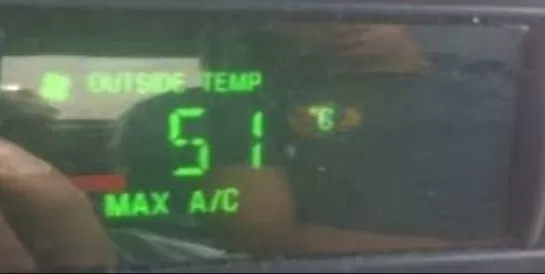 OUTSIDE TEMP
51 °C
MAX A/C